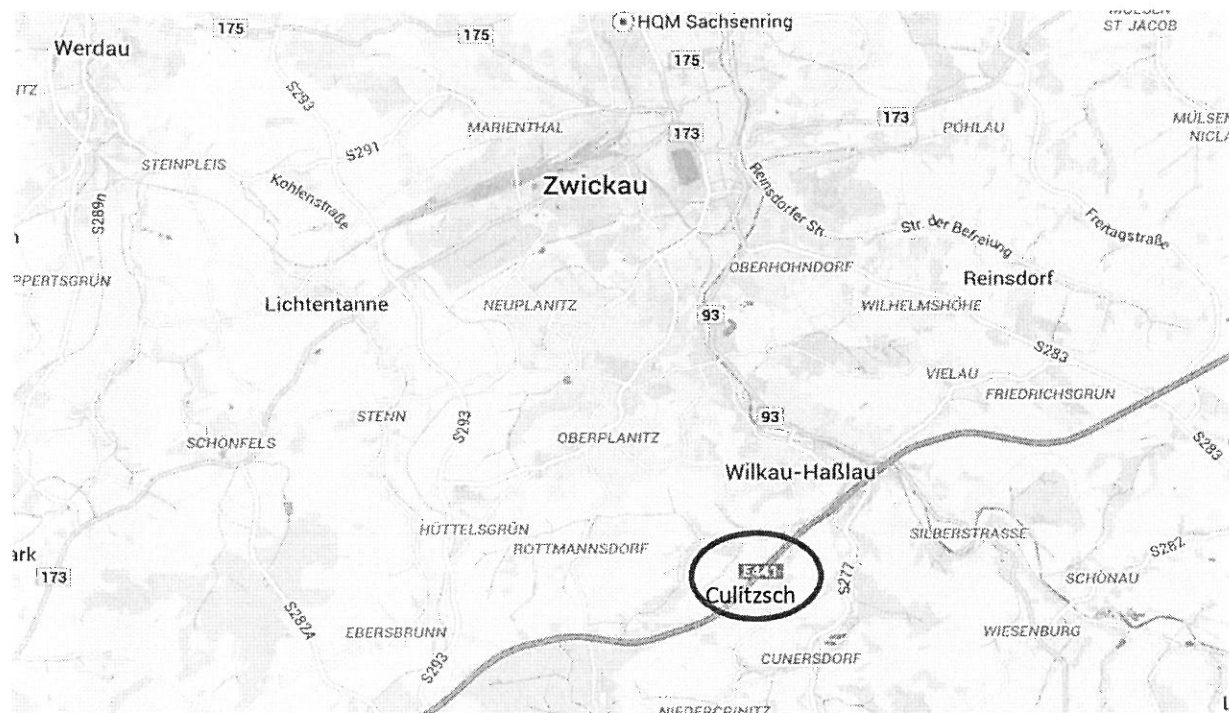 HQM Sachsenring
ST JACOB
175
175
Werdau
175
S293
173
173
MARIENTHAL
PÖHLAU
MÜLSEN
NICLA
STEINPLEIS
S291
Zwickau
Kohlenstraße
Reinsdorfer Str.
S289n
Str. der Befreiung
Freitagstraße
OBERHOHNDORF
Reinsdorf
PPERTSGRÜN
Lichtentanne
NEUPLANITZ
WILHELMSHÖHE
93
S283
VIELAU
FRIEDRICHSGRÜN
STENN
S293
93
SCHÖNFELS
OBERPLANITZ
S283
Wilkau-Haßlau
HÜTTELSGRÜN
ROTTMANNSDORF
SILBERSTRASSE
S282
ark
173
E441
S277
SCHÖNAU
Culitzsch
S282A
EBERSBRUNN
WIESENBURG
S293
CUNERSDORF
NIEDERCRINITZ